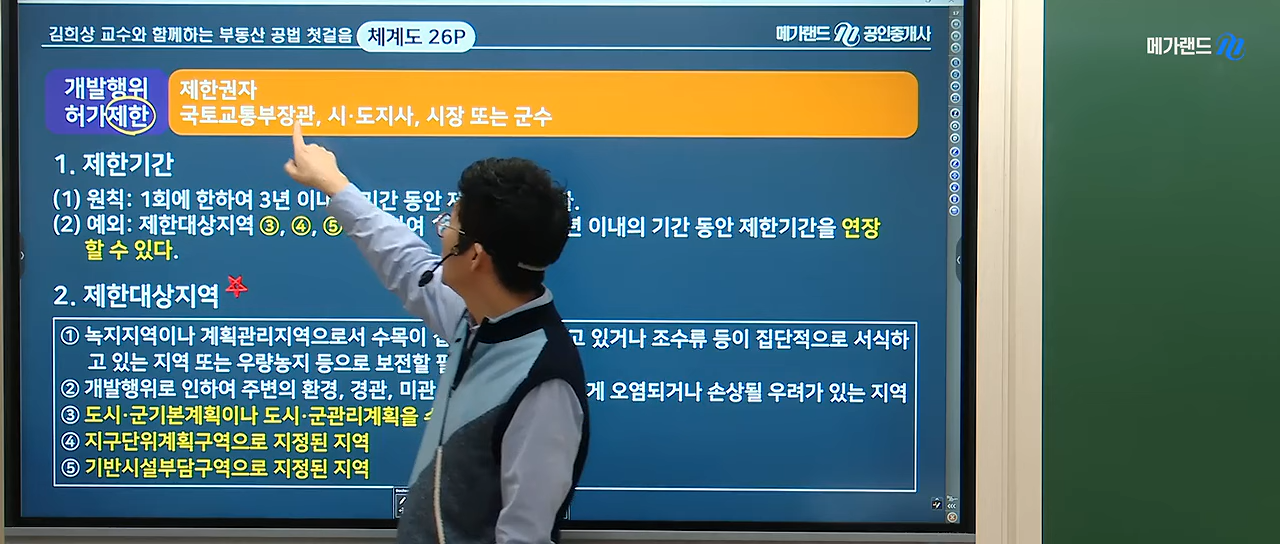 김희상 교수와 함께하는 부동산 공법 첫걸음 체계도 26P
메가랜드 공인중개사
메가랜드
개발행위
허가제한
제한권자
국토교통부장관, 시·도지사, 시장 또는 군수
1. 제한기간
(1) 원칙: 1회에 한하여 3년 이내 기간 동안
(2) 예외: 제한대상지역 ③, ④, ⑤ 이내의 기간 동안 제한기간을 연장
할 수 있다.
2. 제한대상지역
① 녹지지역이나 계획관리지역으로서 수목이 있거나 조수류 등이 집단적으로 서식하
고 있는 지역 또는 우량농지 등으로 보전할
② 개발행위로 인하여 주변의 환경, 경관, 미관 게 오염되거나 손상될 우려가 있는 지역
③ 도시·군기본계획이나 도시·군관리계획을
④ 지구단위계획구역으로 지정된 지역
⑤ 기반시설부담구역으로 지정된 지역